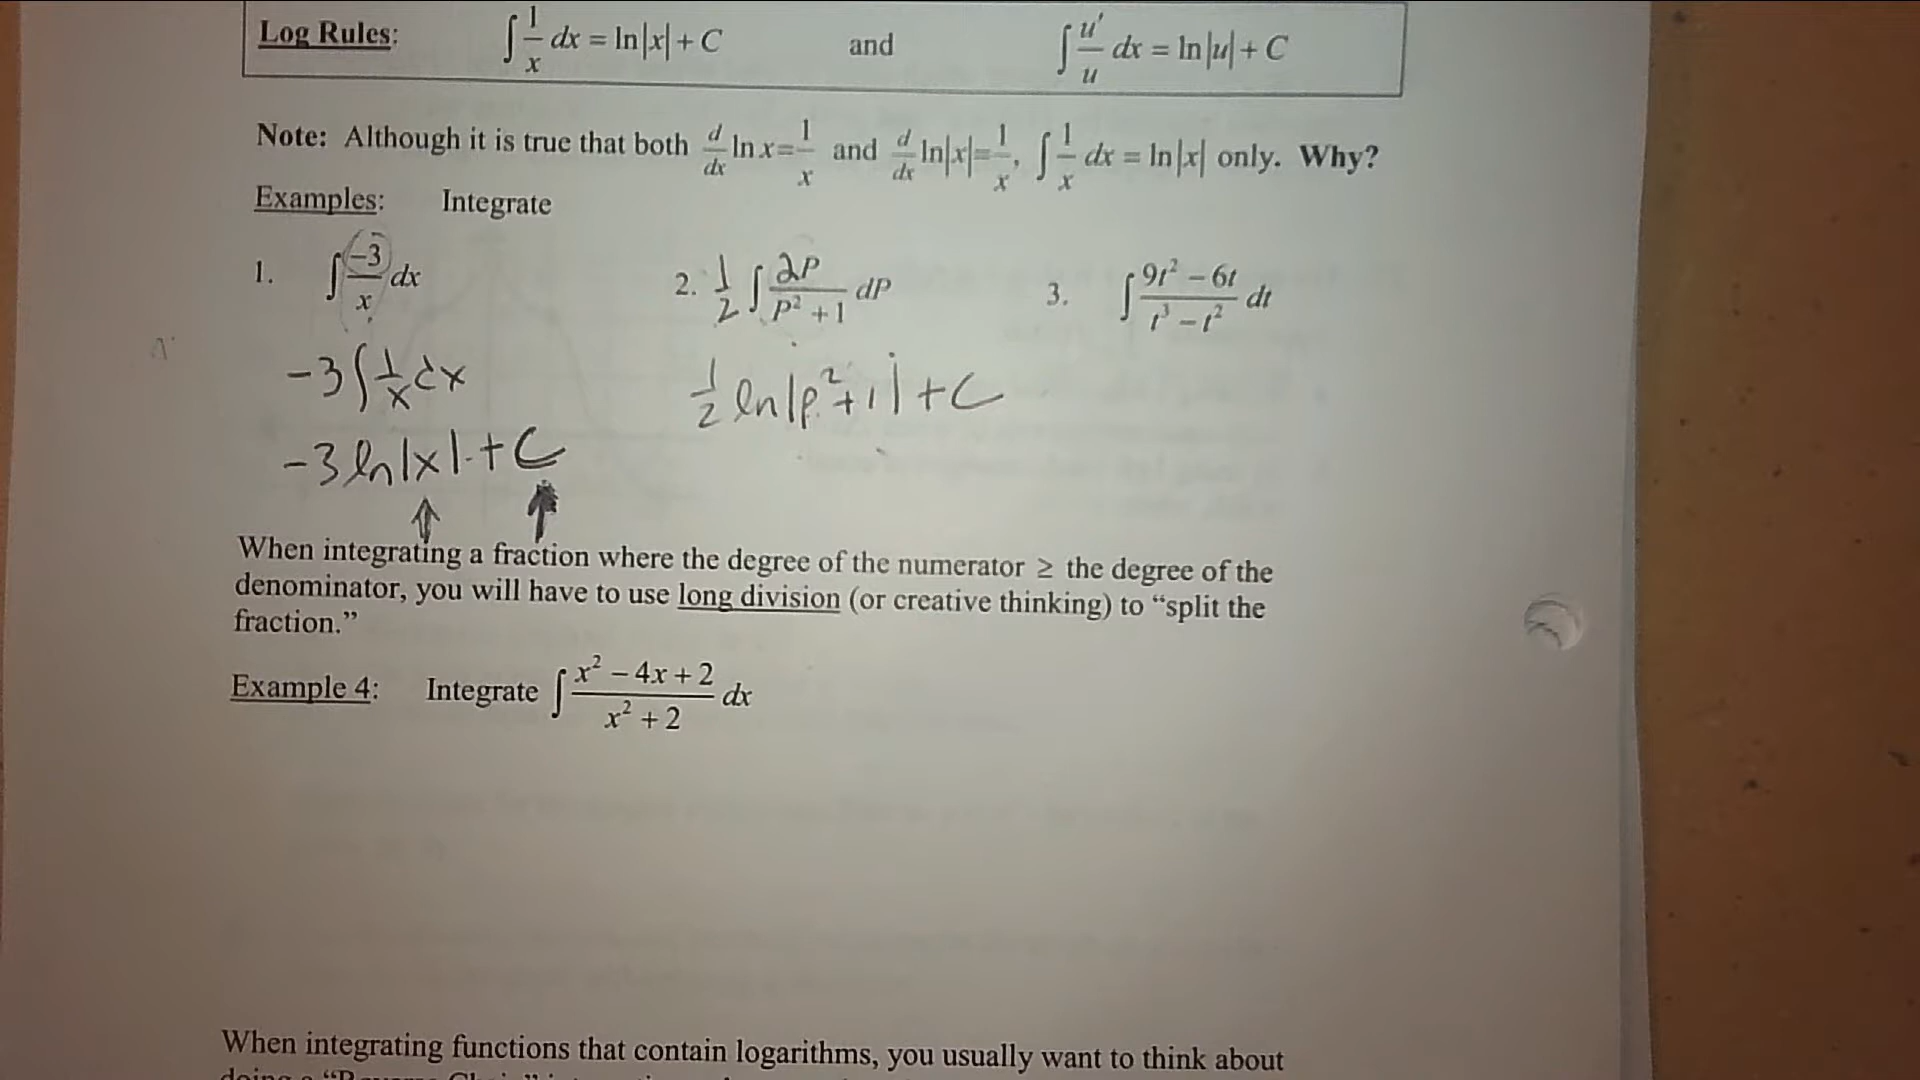 Log Rules: ∫ 1/x dx = ln|x| + C and ∫ u'/u dx = ln|u| + C
Note: Although it is true that both d/dx ln x = 1/x and d/dx ln|x| = 1/x, ∫ 1/x dx = ln|x| only. Why?
Examples: Integrate
1. ∫ -3/x dx 2. 1/2 ∫ 2P/(P² + 1) dP 3. ∫ (9t² − 6t)/(t³ − t²) dt
-3 ∫ 1/x dx 1/2 ln|p² + 1| + C
-3 ln|x| + C
When integrating a fraction where the degree of the numerator ≥ the degree of the
denominator, you will have to use long division (or creative thinking) to “split the
fraction.”
Example 4: Integrate ∫ (x² − 4x + 2)/(x² + 2) dx
When integrating functions that contain logarithms, you usually want to think about